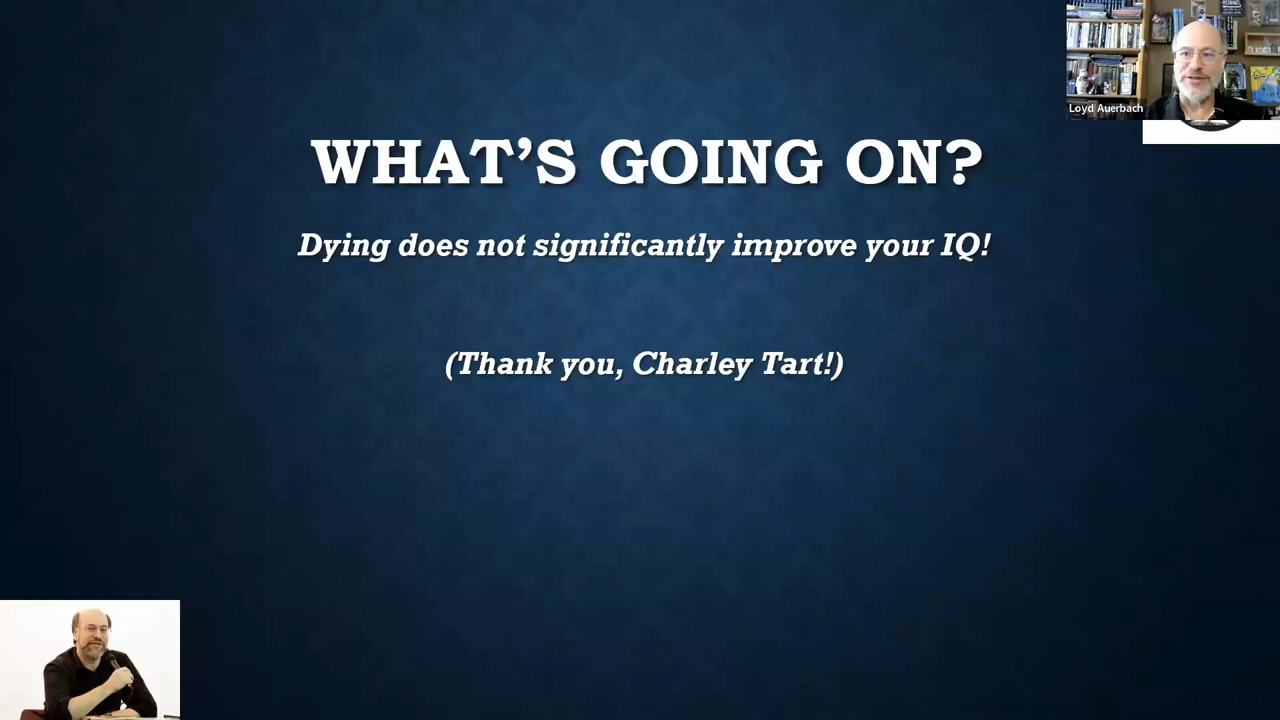 WHAT'S GOING ON?
Dying does not significantly improve your IQ!
(Thank you, Charley Tart!)
Loyd Auerbach